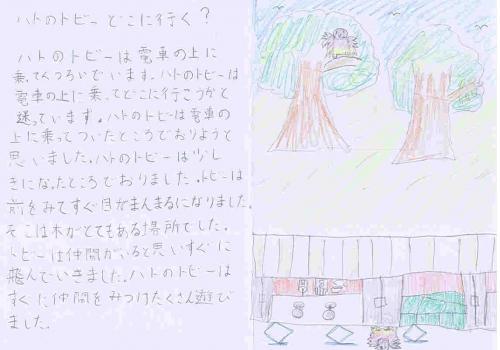 ハトのトビーどこに行く?
ハトのトビーは電車の上に
乗てくつろいでいます。ハトのトビーは
電車の上に乗ってどこに行こうかと
迷っています。ハトのトビーは電車の
上に乗ってついたところでおりようと
思いました。ハトのトビーは少し
きになったところでおりました。トビーは
前をみてすぐ目がまんまるになりました。
そこは木がとてもある場所でした。
トビーは仲間がいると思いすぐに
飛んでいきました。ハトのトビーは
すぐに仲間をみつけたくさん遊び
ました。